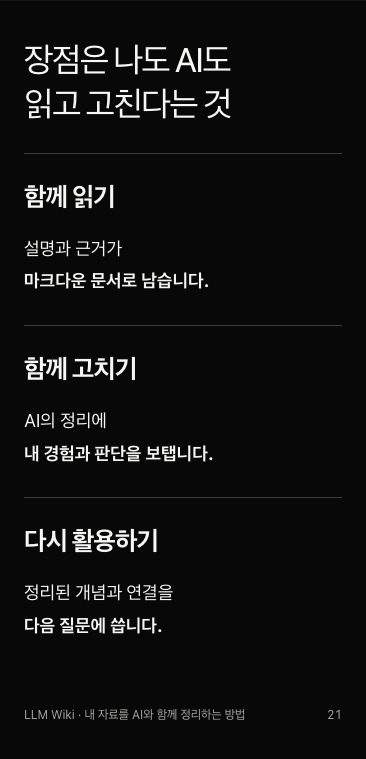 장점은 나도 AI도
읽고 고친다는 것
함께 읽기
설명과 근거가
마크다운 문서로 남습니다.
함께 고치기
AI의 정리에
내 경험과 판단을 보탭니다.
다시 활용하기
정리된 개념과 연결을
다음 질문에 씁니다.
LLM Wiki · 내 자료를 AI와 함께 정리하는 방법 21